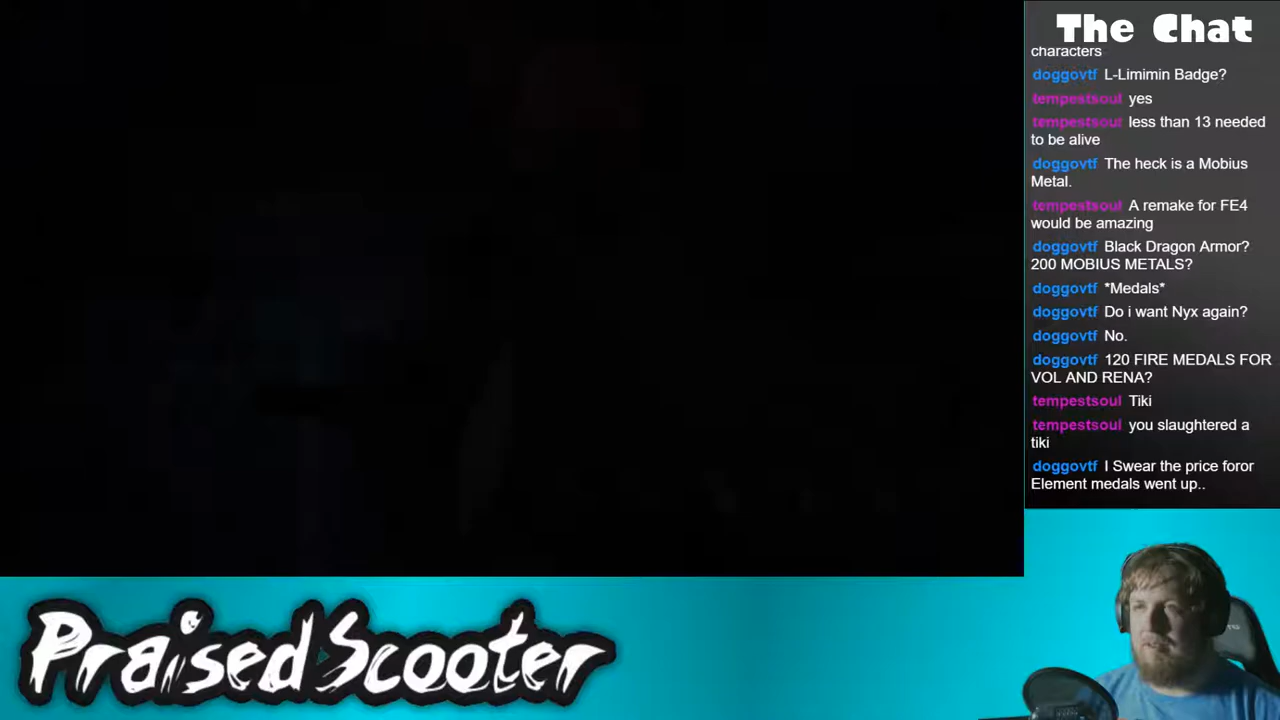 The Chat
characters
doggovtf L-Limimin Badge?
tempestsoul yes
tempestsoul less than 13 needed
to be alive
doggovtf The heck is a Mobius
Metal.
tempestsoul A remake for FE4
would be amazing
doggovtf Black Dragon Armor?
200 MOBIUS METALS?
doggovtf *Medals*
doggovtf Do i want Nyx again?
doggovtf No.
doggovtf 120 FIRE MEDALS FOR
VOL AND RENA?
tempestsoul Tiki
tempestsoul you slaughtered a
tiki
doggovtf I Swear the price foror
Element medals went up..
PraisedScooter